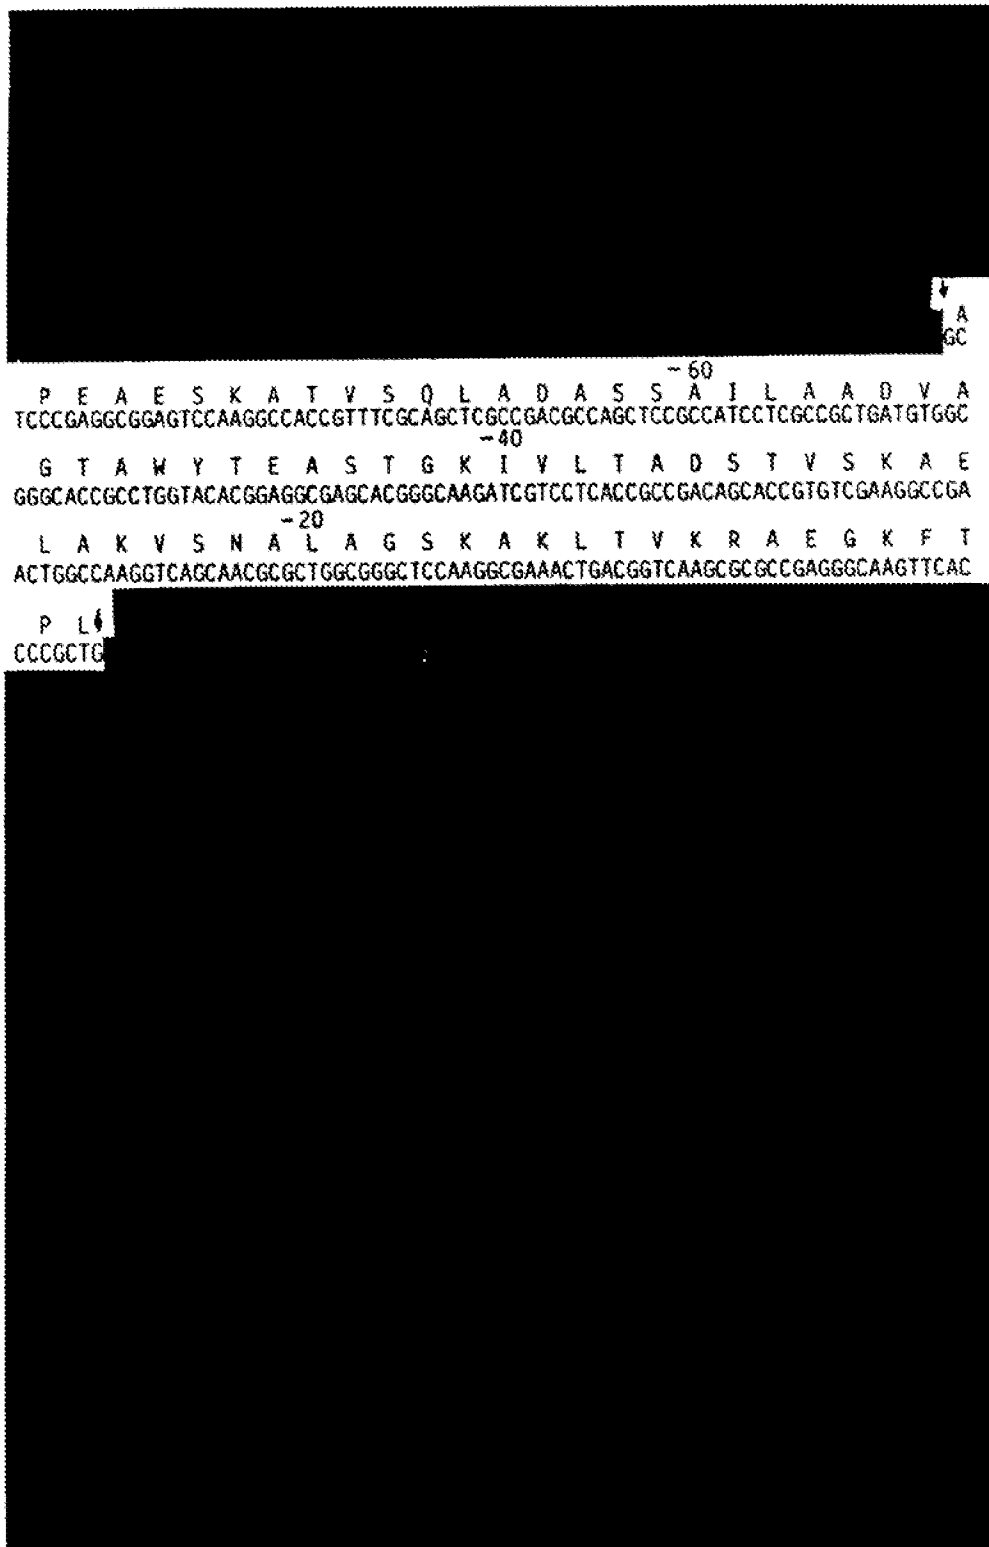 A
GC
-60
P E A E S K A T V S Q L A D A S S A I L A A D V A
TCCCGAGGCGGAGTCCAAGGCCACCGTTTCGCAGCTCGCCGACGCCAGCTCCGCCATCCTCGCCGCTGATGTGGC
-40
G T A W Y T E A S T G K I V L T A D S T V S K A E
GGGCACCGCCTGGTACACGGAGGCGAGCACGGGCAAGATCGTCCTCACCGCCGACAGCACCGTGTCGAAGGCCGA
-20
L A K V S N A L A G S K A K L T V K R A E G K F T
ACTGGCCAAGGTCAGCAACGCGCTGGCGGGCTCCAAGGCGAAACTGACGGTCAAGCGCGCCGAGGGCAAGTTCAC
P L
CCCGCTG